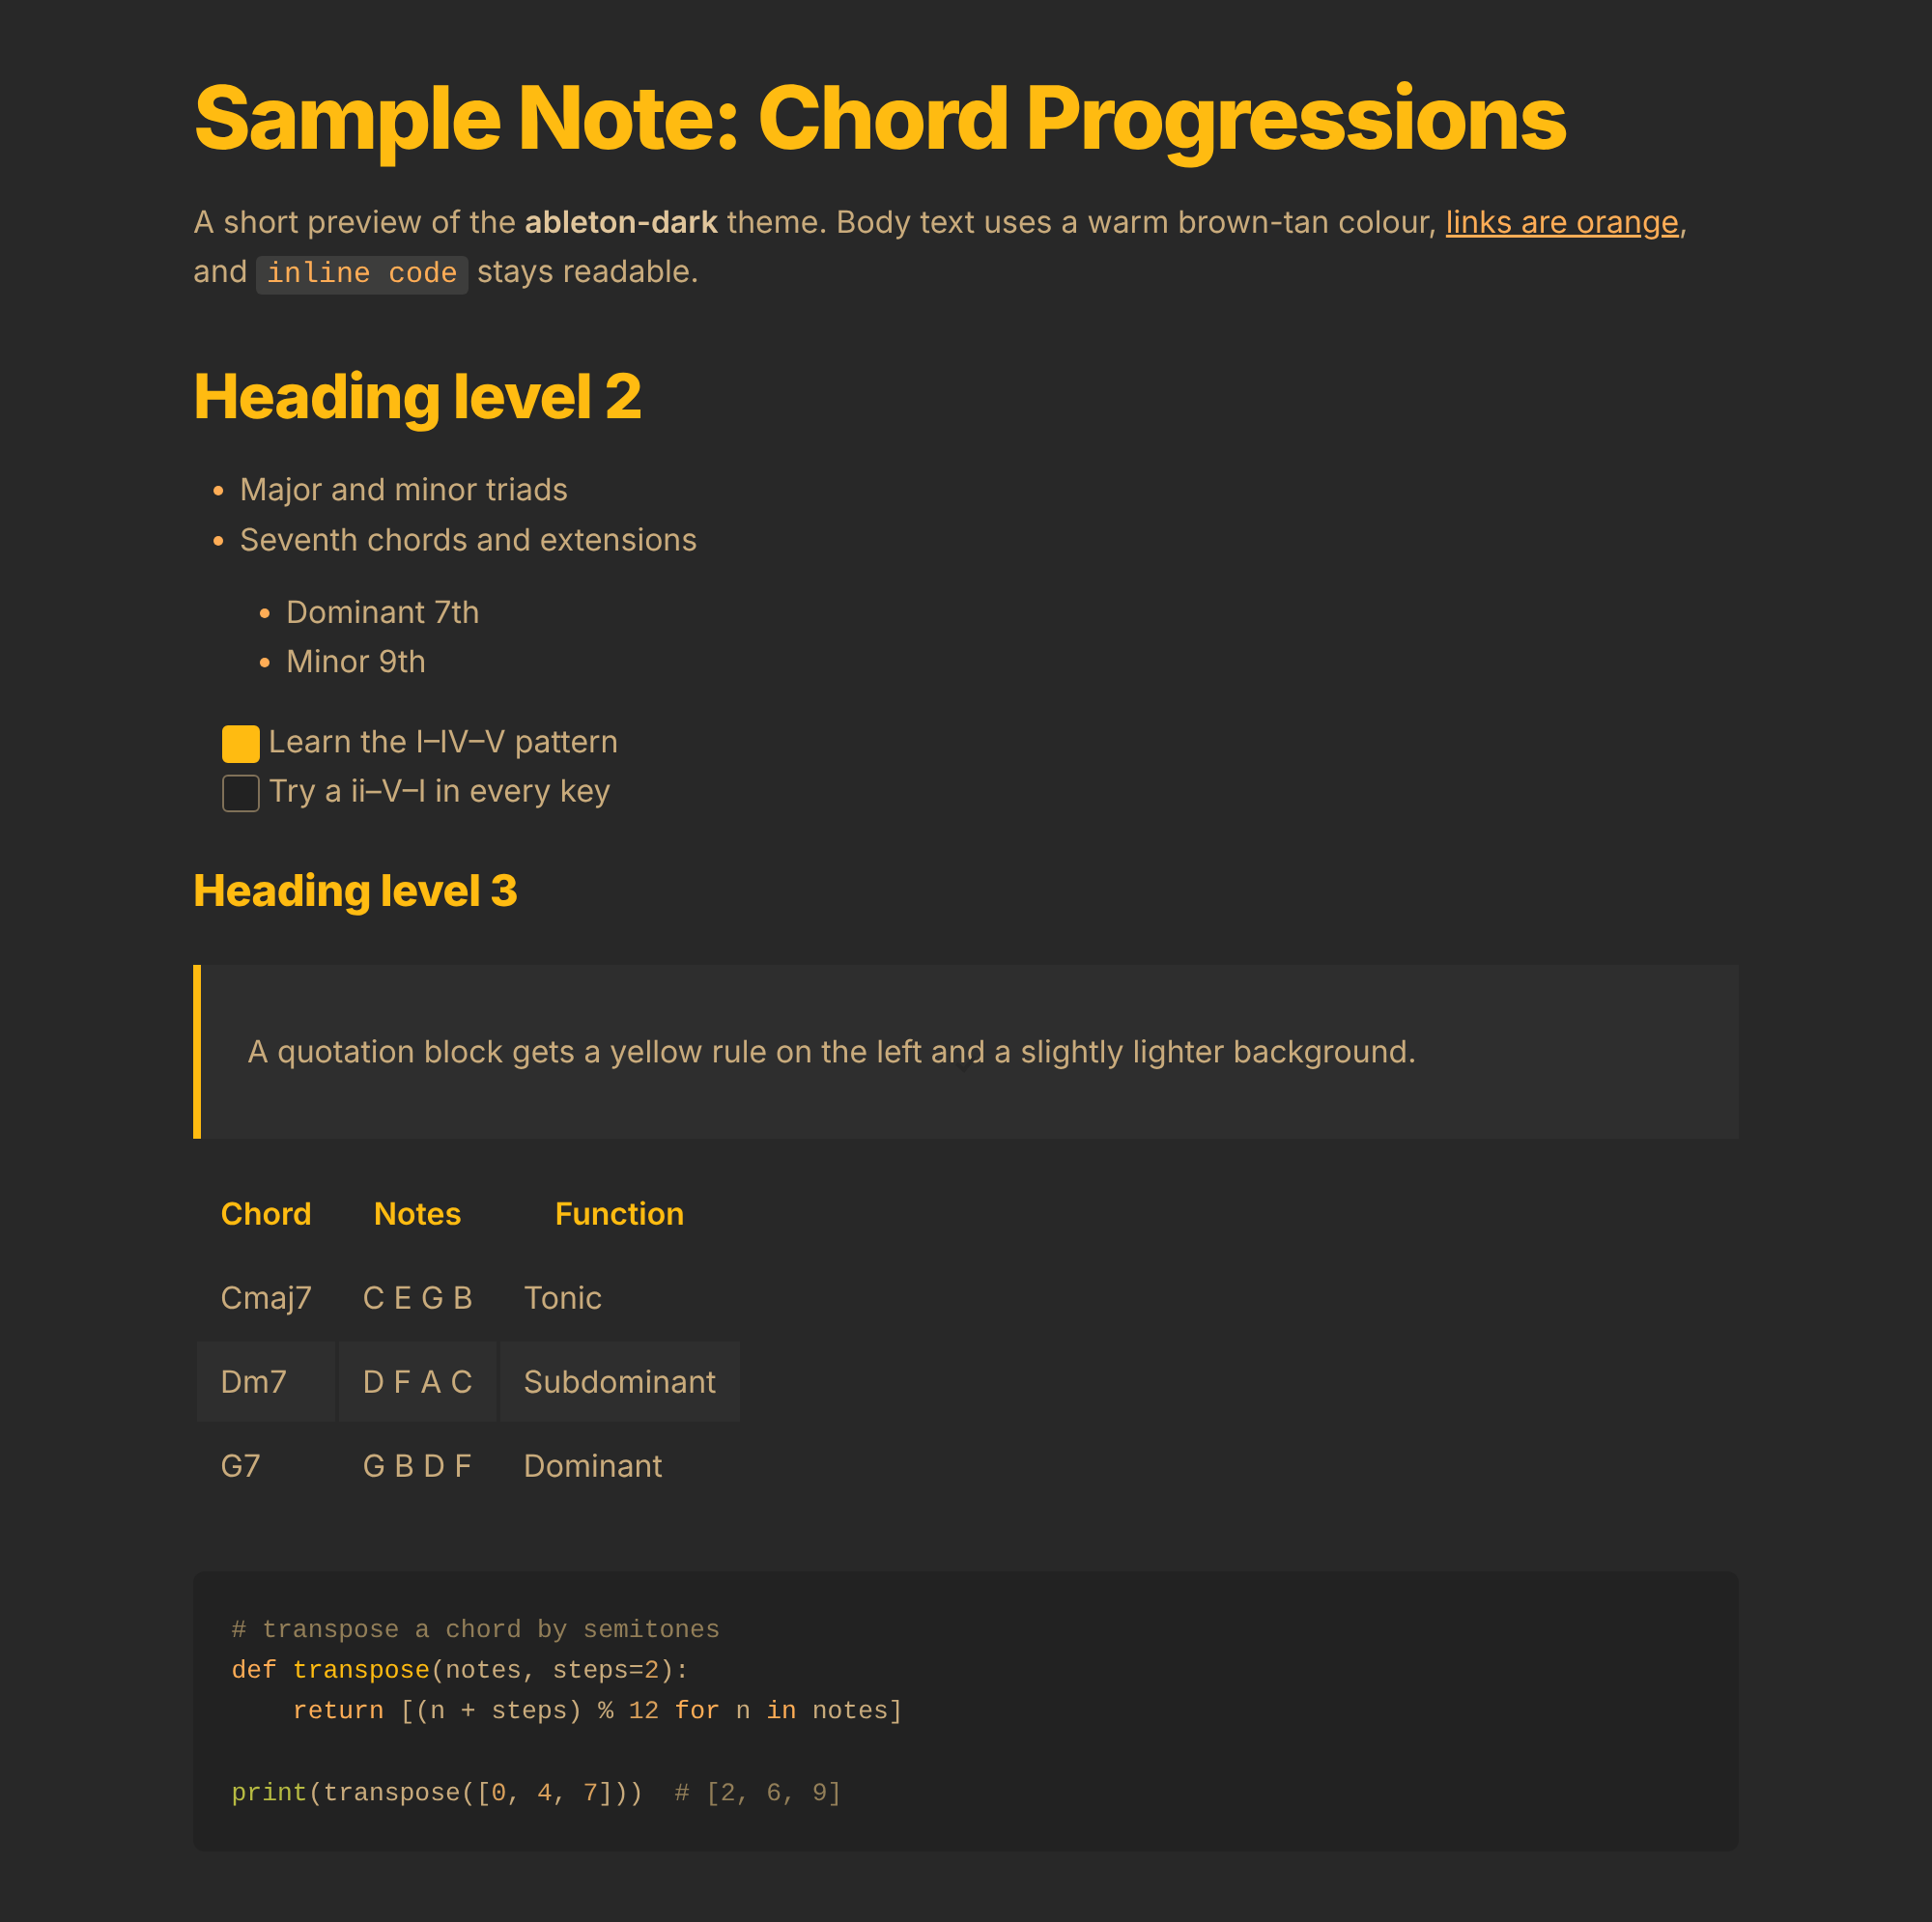 Sample Note: Chord Progressions
A short preview of the ableton-dark theme. Body text uses a warm brown-tan colour, links are orange,
and inline code stays readable.
Heading level 2
Major and minor triads
Seventh chords and extensions
Dominant 7th
Minor 9th
Learn the I–IV–V pattern
Try a ii–V–I in every key
Heading level 3
A quotation block gets a yellow rule on the left and a slightly lighter background.
Chord Notes Function
Cmaj7 C E G B Tonic
Dm7 D F A C Subdominant
G7 G B D F Dominant
# transpose a chord by semitones
def transpose(notes, steps=2):
    return [(n + steps) % 12 for n in notes]
print(transpose([0, 4, 7]))  # [2, 6, 9]